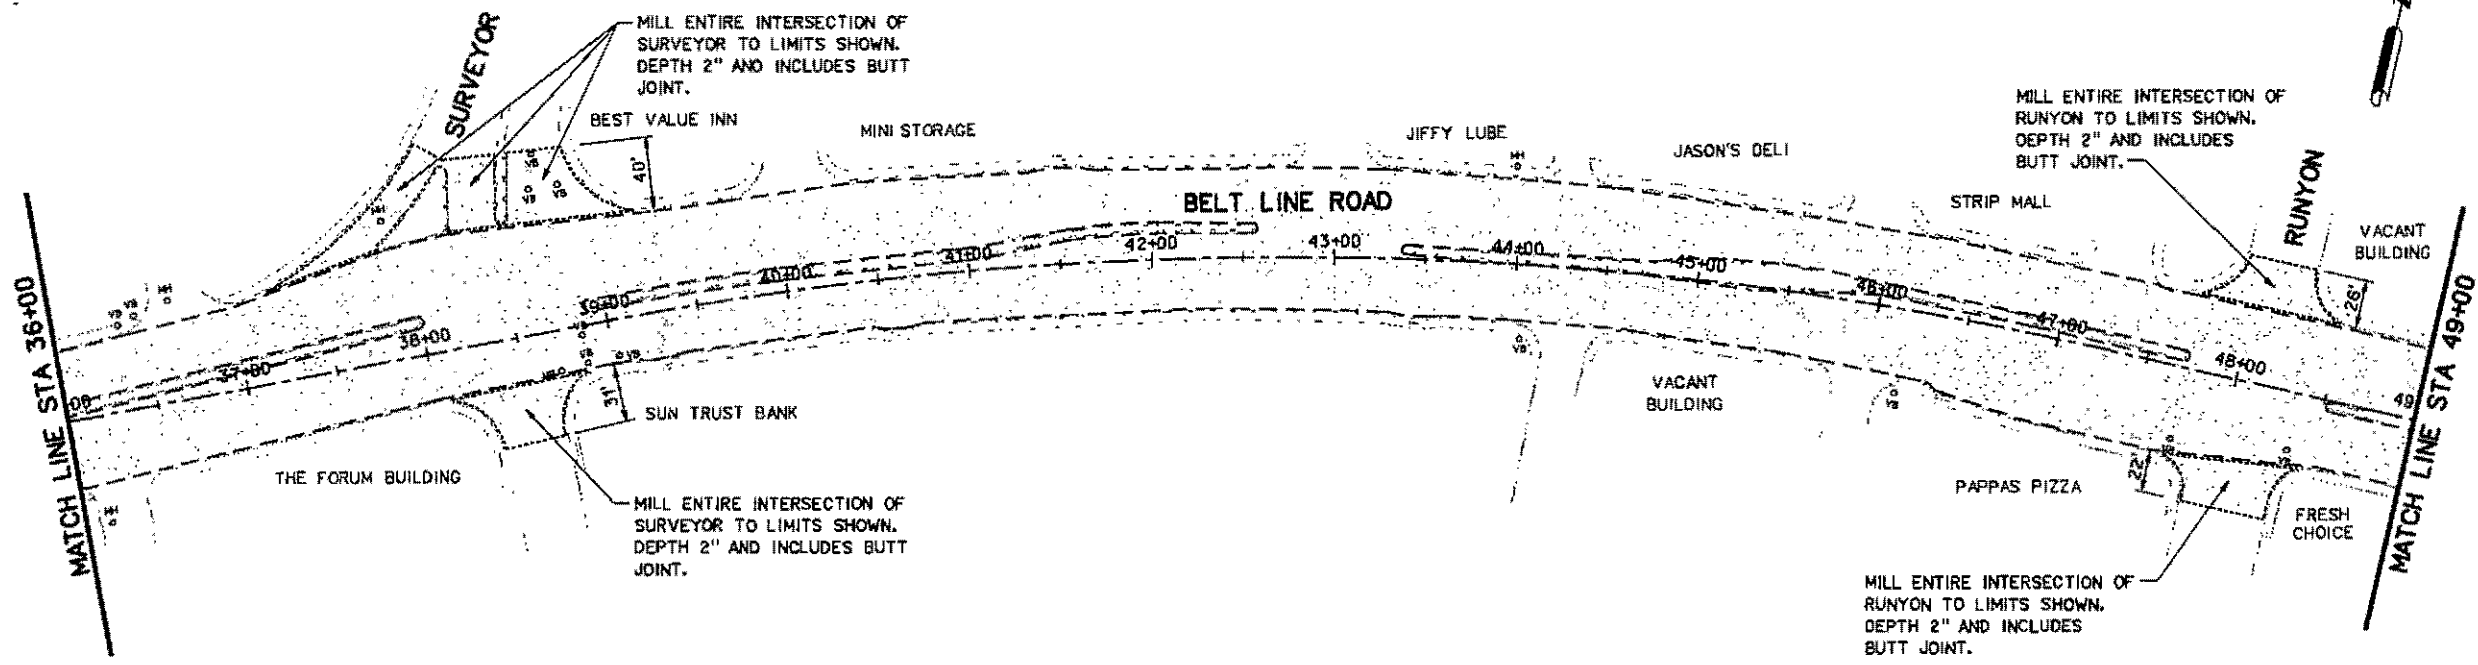 SURVEYOR
MILL ENTIRE INTERSECTION OF
SURVEYOR TO LIMITS SHOWN.
DEPTH 2" AND INCLUDES BUTT
JOINT.
BEST VALUE INN
40'
MINI STORAGE
JIFFY LUBE
MH
JASON'S DELI
STRIP MALL
MILL ENTIRE INTERSECTION OF
RUNYON TO LIMITS SHOWN.
DEPTH 2" AND INCLUDES
BUTT JOINT.
RUNYON
VACANT
BUILDING
26'
BELT LINE ROAD
MATCH LINE STA 36+00
37+00
38+00
39+00
40+00
41+00
42+00
43+00
44+00
45+00
46+00
47+00
48+00
49
MATCH LINE STA 49+00
31'
SUN TRUST BANK
THE FORUM BUILDING
MILL ENTIRE INTERSECTION OF
SURVEYOR TO LIMITS SHOWN.
DEPTH 2" AND INCLUDES BUTT
JOINT.
VB
VACANT
BUILDING
PAPPAS PIZZA
22'
FRESH
CHOICE
MILL ENTIRE INTERSECTION OF
RUNYON TO LIMITS SHOWN.
DEPTH 2" AND INCLUDES
BUTT JOINT.